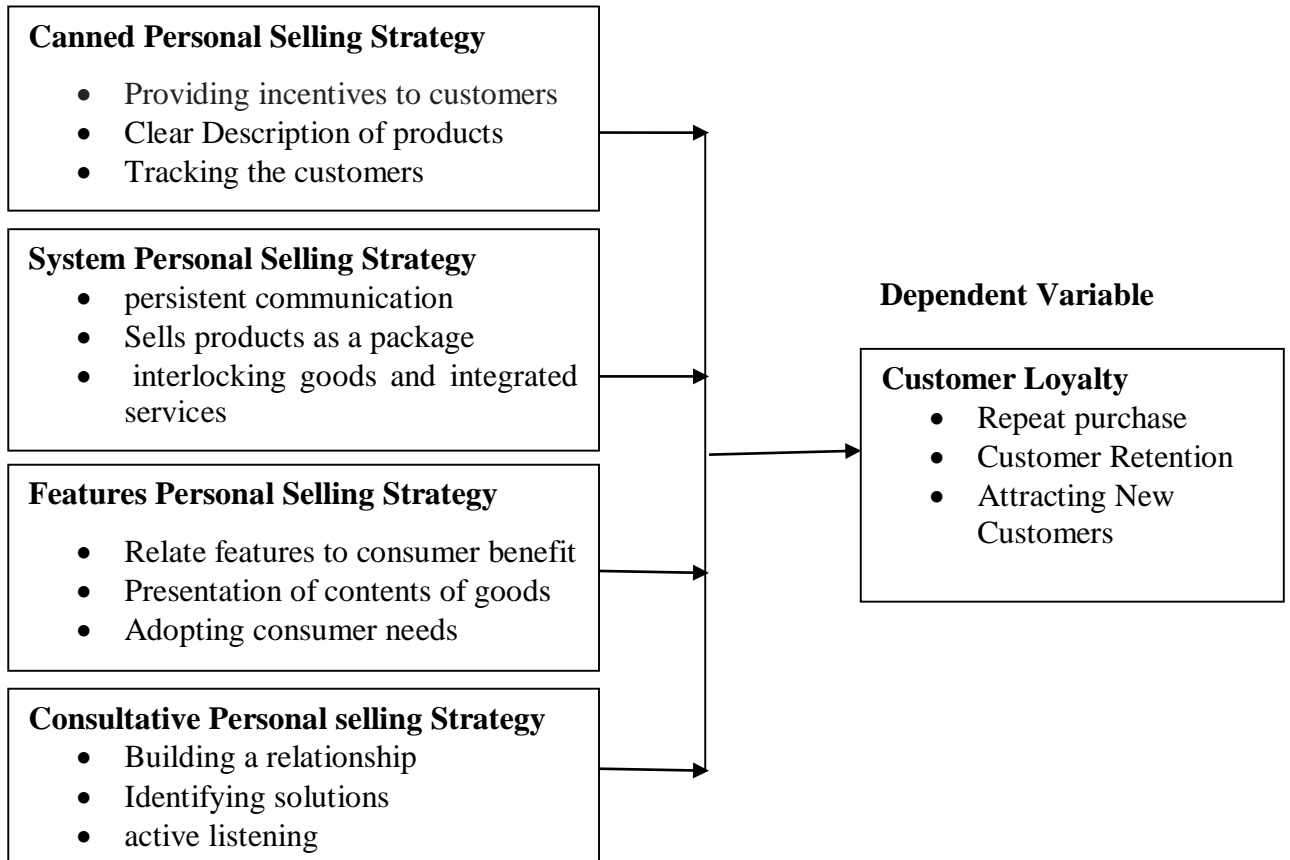 Canned Personal Selling Strategy
• Providing incentives to customers
• Clear Description of products
• Tracking the customers
System Personal Selling Strategy
• persistent communication
• Sells products as a package
• interlocking goods and integrated
services
Features Personal Selling Strategy
• Relate features to consumer benefit
• Presentation of contents of goods
• Adopting consumer needs
Consultative Personal selling Strategy
• Building a relationship
• Identifying solutions
• active listening
Dependent Variable
Customer Loyalty
• Repeat purchase
• Customer Retention
• Attracting New
Customers